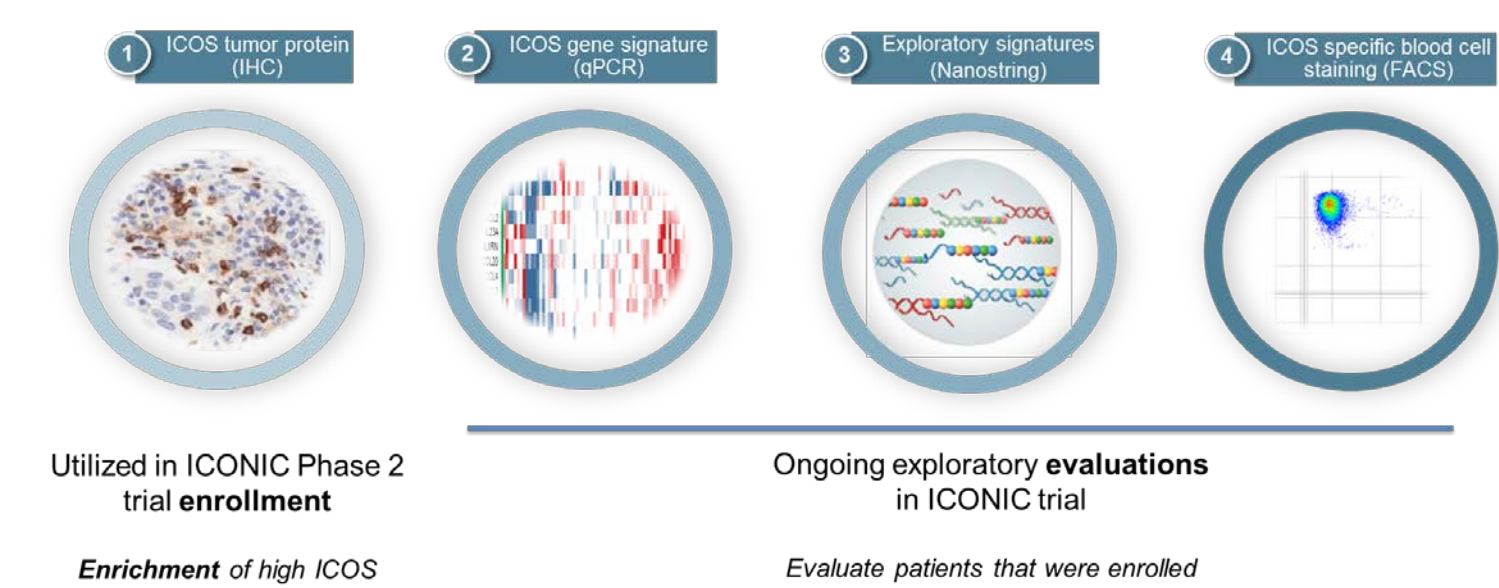 1
ICOS tumor protein
(IHC)
2
ICOS gene signature
(qPCR)
3
Exploratory signatures
(Nanostring)
4
ICOS specific blood cell
staining (FACS)
Utilized in ICONIC Phase 2
trial enrollment
Enrichment of high ICOS
Ongoing exploratory evaluations
in ICONIC trial
Evaluate patients that were enrolled